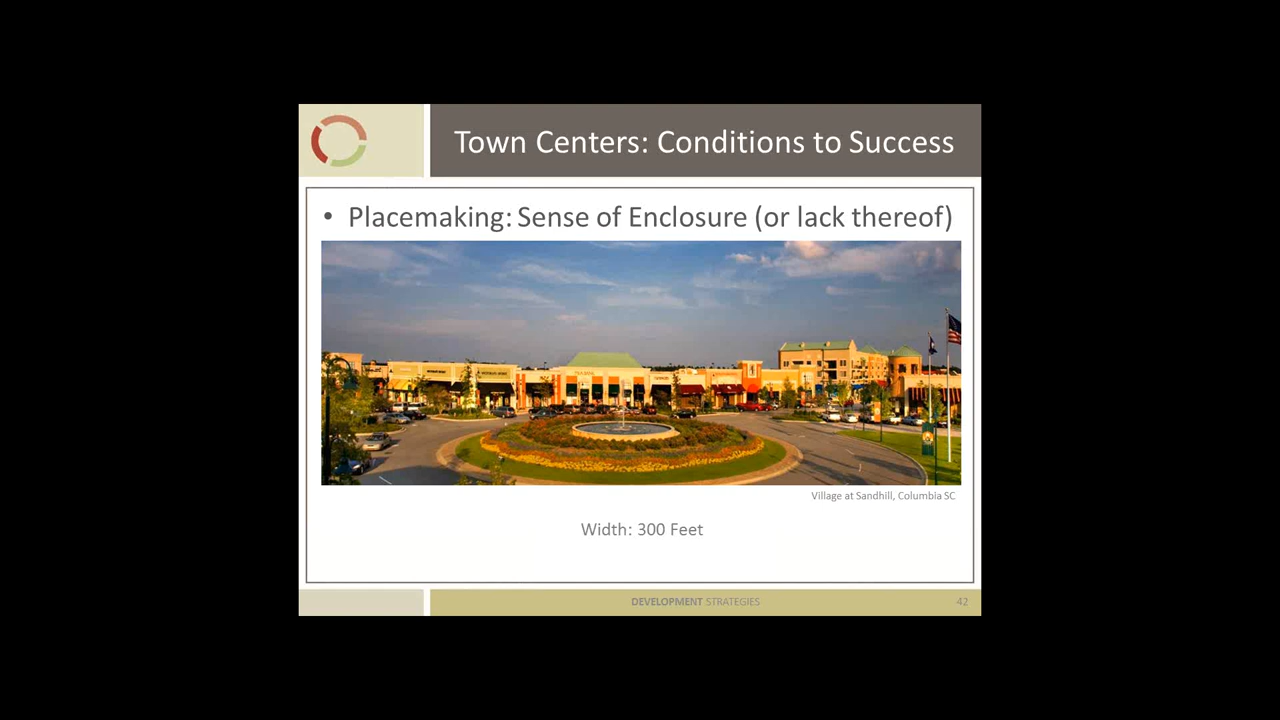 Town Centers: Conditions to Success
• Placemaking: Sense of Enclosure (or lack thereof)
Village at Sandhill, Columbia SC
Width: 300 Feet
DEVELOPMENT STRATEGIES
42